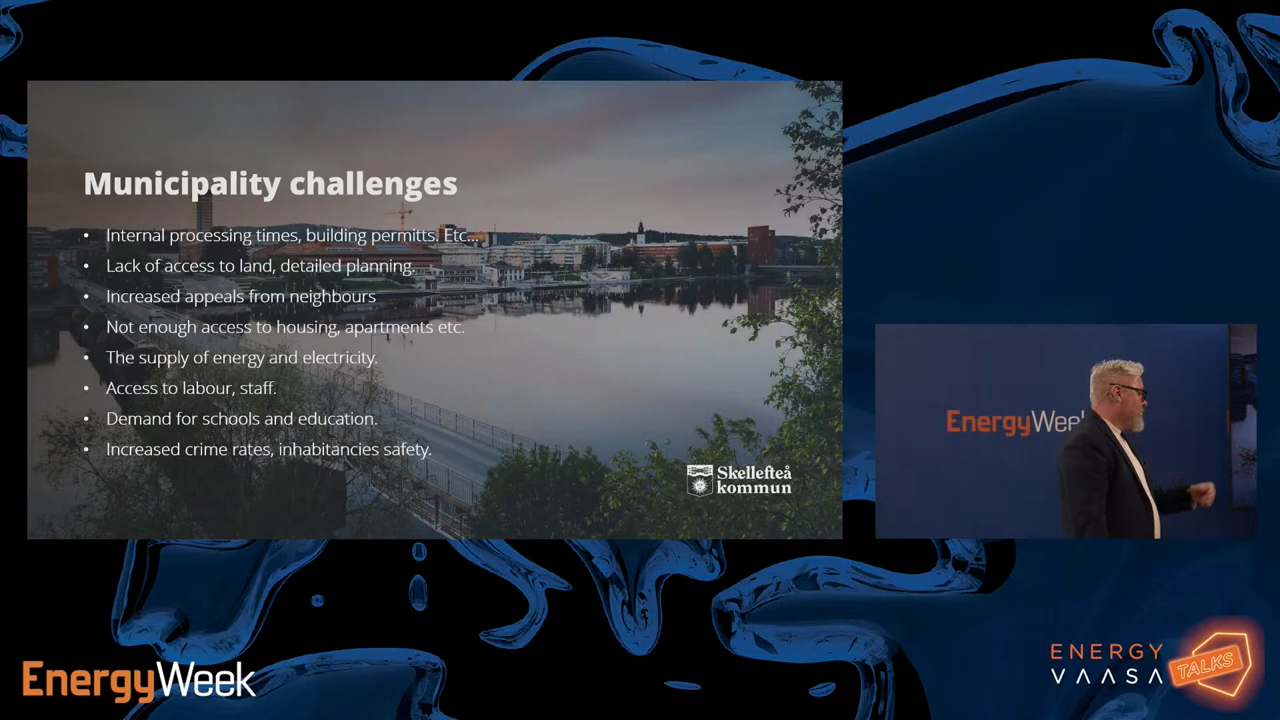 Municipality challenges
• Internal processing times, building permitts. Etc...
• Lack of access to land, detailed planning.
• Increased appeals from neighbours
• Not enough access to housing, apartments etc.
• The supply of energy and electricity.
• Access to labour, staff.
• Demand for schools and education.
• Increased crime rates, inhabitancies safety.
Skellefteå
kommun
EnergyWee
EnergyWeek
ENERGY
VAASA
TALKS